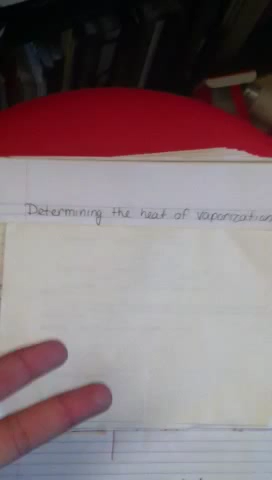 Determining the heat of vaporization